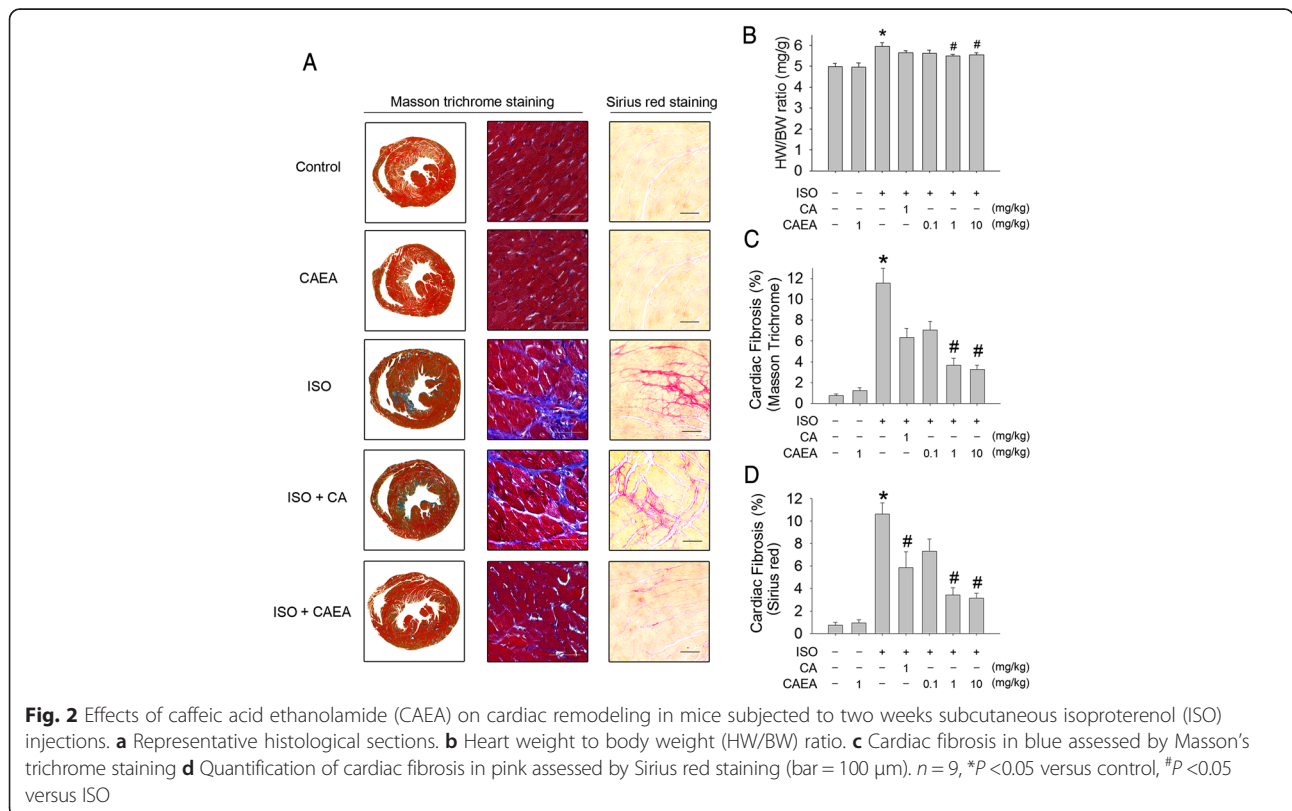 A
Masson trichrome staining
Sirius red staining
Control
CAEA
ISO
ISO + CA
ISO + CAEA
B
HW/BW ratio (mg/g)
6
5
4
3
2
1
0
*
#
#
ISO – – + + + + +
CA – – – 1 – – – (mg/kg)
CAEA – 1 – – 0.1 1 10 (mg/kg)
C
Cardiac Fibrosis (%)
(Masson Trichrome)
12
10
8
6
4
2
0
*
#
#
ISO – – + + + + +
CA – – – 1 – – – (mg/kg)
CAEA – 1 – – 0.1 1 10 (mg/kg)
D
Cardiac Fibrosis (%)
(Sirius red)
12
10
8
6
4
2
0
*
#
#
#
ISO – – + + + + +
CA – – – 1 – – – (mg/kg)
CAEA – 1 – – 0.1 1 10 (mg/kg)
Fig. 2 Effects of caffeic acid ethanolamide (CAEA) on cardiac remodeling in mice subjected to two weeks subcutaneous isoproterenol (ISO)
injections. a Representative histological sections. b Heart weight to body weight (HW/BW) ratio. c Cardiac fibrosis in blue assessed by Masson's
trichrome staining d Quantification of cardiac fibrosis in pink assessed by Sirius red staining (bar = 100 μm). n = 9, *P <0.05 versus control, #P <0.05
versus ISO